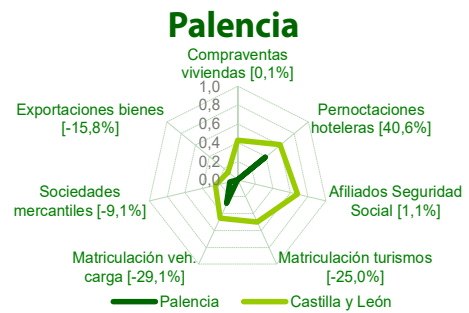 Palencia
Compraventas
viviendas [0,1%]
Exportaciones bienes
[-15,8%]
1,0
0,8
0,6
0,4
0,2
0,0
Pernoctaciones
hoteleras [40,6%]
Sociedades
mercantiles [-9,1%]
Afiliados Seguridad
Social [1,1%]
Matriculación veh.
carga [-29,1%]
Matriculación turismos
[-25,0%]
Palencia
Castilla y León